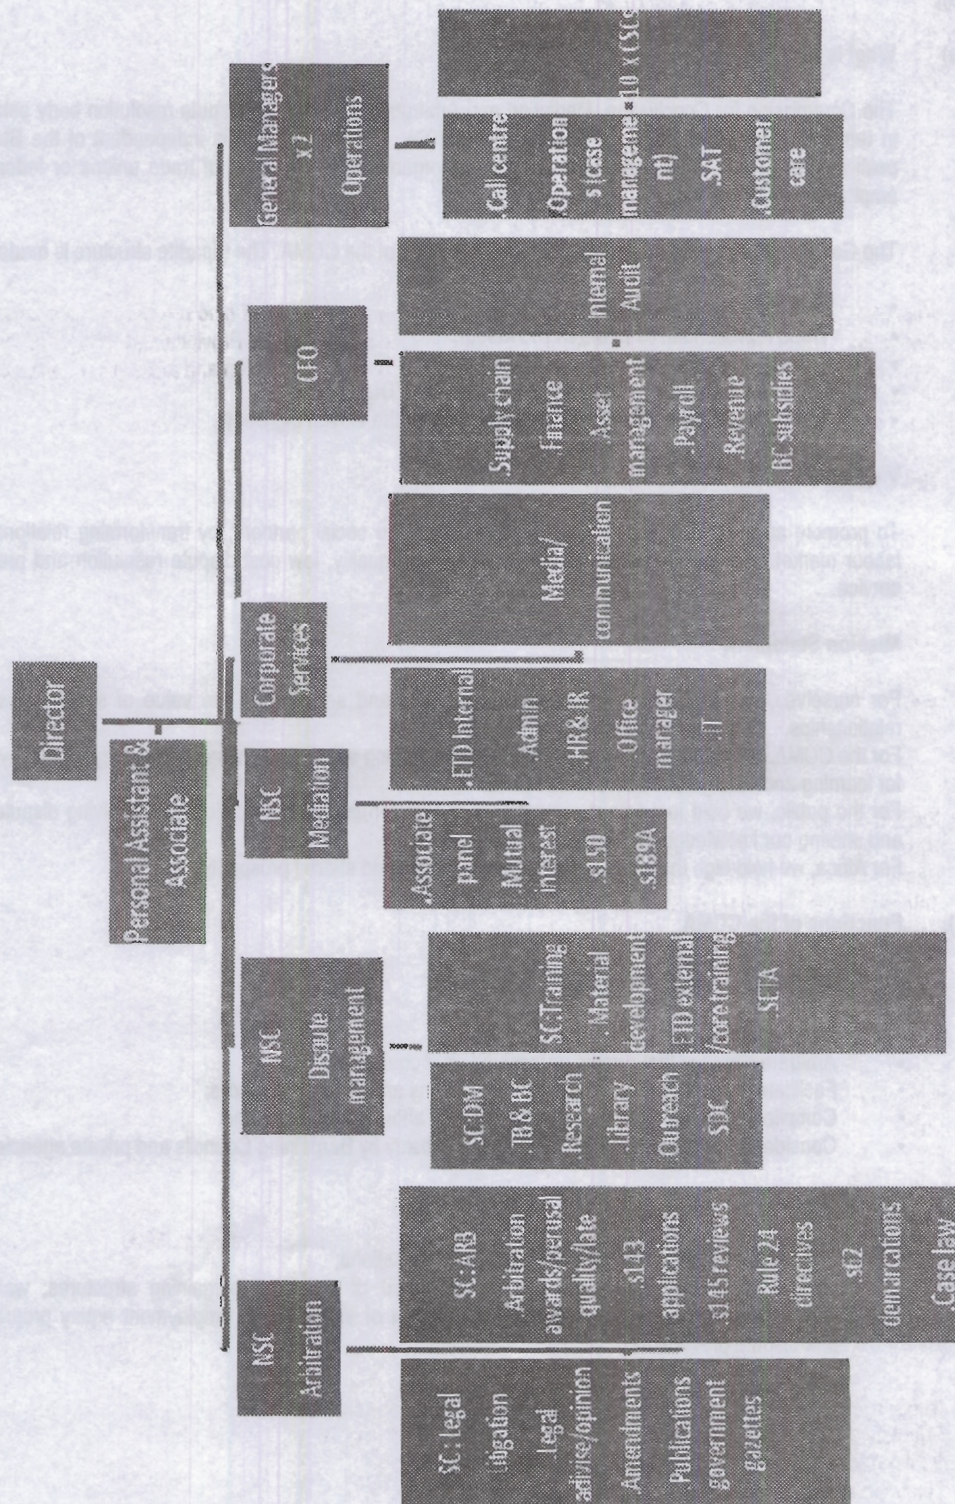 Director
Personal Assistant &
Associate
NSC
Arbitration
NSC
Dispute
management
NSC
Mediation
Corporate
Services
CFO
General Managers
x 2
Operations
SC: legal
Litigation
.Legal
adivise/opinion
.Amendments
.Publications
government
gazettes
SC: ARB
.Arbitration
awards/perusal
quality/late
.s143
applications
.s145 reviews
Rule 24
directives
demarcations
.Case law
SC:DM
.TB & BC
.Research
.Library
.Outreach
SDC
SC:Training
. Material
development
.ETD external
/core training
.SETA
.Associate
panel
.Mutual
interest
.s150
.s189A
.ETD Internal
.Admin
.HR & IR
.Office
manager
.IT
Media/
communication
.Supply chain
.Finance
.Asset
management
.Payroll
.Revenue
BC subsidies
Internal
Audit
.Call centre
.Operation
s (case
manageme
nt)
.SAT
.Customer
care
10 x CSCs